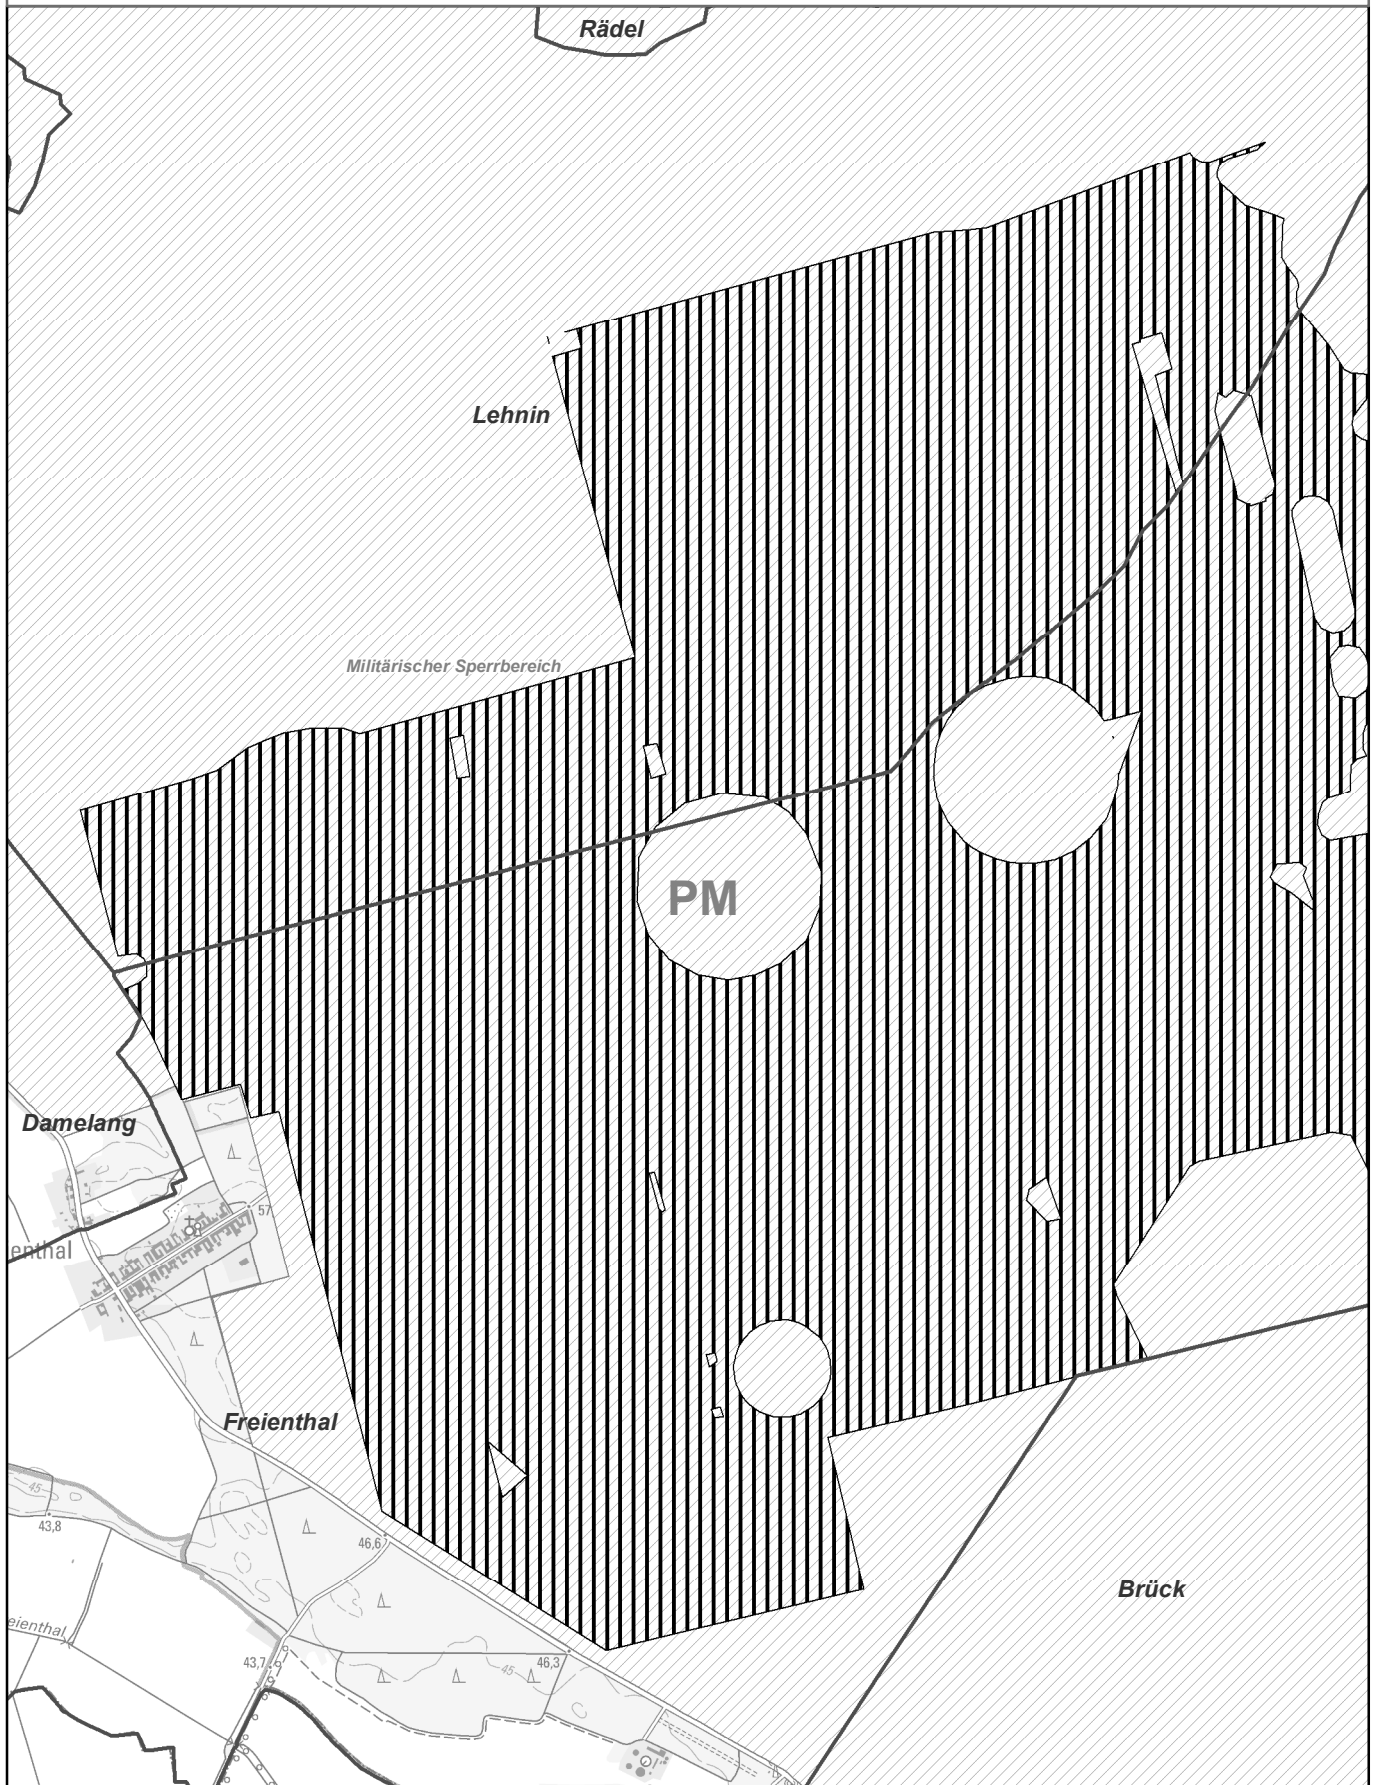 Rädel
Lehnin
Militärischer Sperrbereich
PM
Damelang
57
enthal
Freienthal
45
43,8
46,6
eienthal
43,7
46,3
45
Brück